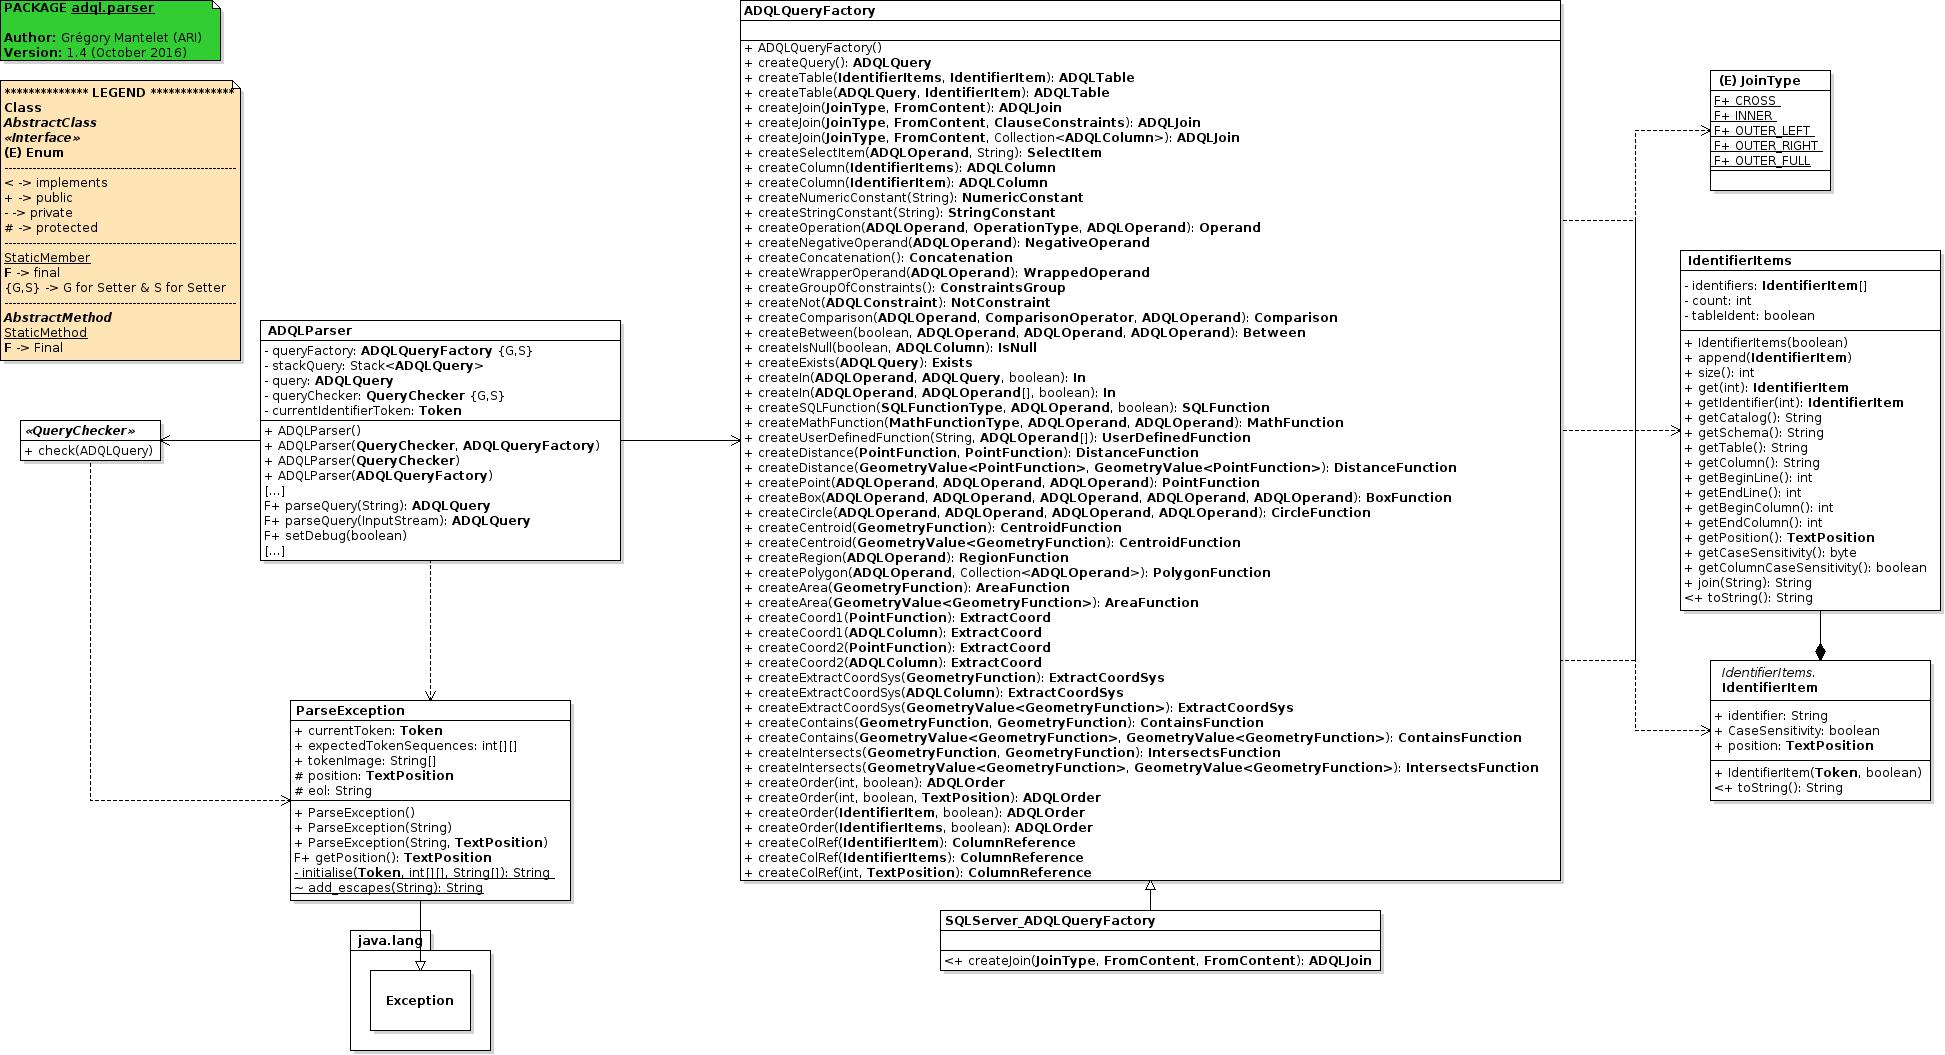 PACKAGE adql.parser
Author: Grégory Mantelet (ARI)
Version: 1.4 (October 2016)
************** LEGEND **************
Class
AbstractClass
«Interface»
(E) Enum
< -> implements
+ -> public
- -> private
# -> protected
StaticMember
F -> final
{G,S} -> G for Setter & S for Setter
AbstractMethod
StaticMethod
F -> Final
«QueryChecker»
+ check(ADQLQuery)
ADQLParser
- queryFactory: ADQLQueryFactory {G,S}
- stackQuery: Stack<ADQLQuery>
- query: ADQLQuery
- queryChecker: QueryChecker {G,S}
- currentIdentifierToken: Token
+ ADQLParser()
+ ADQLParser(QueryChecker, ADQLQueryFactory)
+ ADQLParser(QueryChecker)
+ ADQLParser(ADQLQueryFactory)
[...]
F+ parseQuery(String): ADQLQuery
F+ parseQuery(InputStream): ADQLQuery
F+ setDebug(boolean)
[...]
ParseException
+ currentToken: Token
+ expectedTokenSequences: int[][]
+ tokenImage: String[]
# position: TextPosition
# eol: String
+ ParseException()
+ ParseException(String)
+ ParseException(String, TextPosition)
F+ getPosition(): TextPosition
- initialise(Token, int[][], String[]): String
~ add_escapes(String): String
java.lang
Exception
ADQLQueryFactory
+ ADQLQueryFactory()
+ createQuery(): ADQLQuery
+ createTable(IdentifierItems, IdentifierItem): ADQLTable
+ createTable(ADQLQuery, IdentifierItem): ADQLTable
+ createJoin(JoinType, FromContent): ADQLJoin
+ createJoin(JoinType, FromContent, ClauseConstraints): ADQLJoin
+ createJoin(JoinType, FromContent, Collection<ADQLColumn>): ADQLJoin
+ createSelectItem(ADQLOperand, String): SelectItem
+ createColumn(IdentifierItems): ADQLColumn
+ createColumn(IdentifierItem): ADQLColumn
+ createNumericConstant(String): NumericConstant
+ createStringConstant(String): StringConstant
+ createOperation(ADQLOperand, OperationType, ADQLOperand): Operand
+ createNegativeOperand(ADQLOperand): NegativeOperand
+ createConcatenation(): Concatenation
+ createWrapperOperand(ADQLOperand): WrappedOperand
+ createGroupOfConstraints(): ConstraintsGroup
+ createNot(ADQLConstraint): NotConstraint
+ createComparison(ADQLOperand, ComparisonOperator, ADQLOperand): Comparison
+ createBetween(boolean, ADQLOperand, ADQLOperand, ADQLOperand): Between
+ createIsNull(boolean, ADQLColumn): IsNull
+ createExists(ADQLQuery): Exists
+ createIn(ADQLOperand, ADQLQuery, boolean): In
+ createIn(ADQLOperand, ADQLOperand[], boolean): In
+ createSQLFunction(SQLFunctionType, ADQLOperand, boolean): SQLFunction
+ createMathFunction(MathFunctionType, ADQLOperand, ADQLOperand): MathFunction
+ createUserDefinedFunction(String, ADQLOperand[]): UserDefinedFunction
+ createDistance(PointFunction, PointFunction): DistanceFunction
+ createDistance(GeometryValue<PointFunction>, GeometryValue<PointFunction>): DistanceFunction
+ createPoint(ADQLOperand, ADQLOperand, ADQLOperand): PointFunction
+ createBox(ADQLOperand, ADQLOperand, ADQLOperand, ADQLOperand, ADQLOperand): BoxFunction
+ createCircle(ADQLOperand, ADQLOperand, ADQLOperand, ADQLOperand): CircleFunction
+ createCentroid(GeometryFunction): CentroidFunction
+ createCentroid(GeometryValue<GeometryFunction): CentroidFunction
+ createRegion(ADQLOperand): RegionFunction
+ createPolygon(ADQLOperand, Collection<ADQLOperand>): PolygonFunction
+ createArea(GeometryFunction): AreaFunction
+ createArea(GeometryValue<GeometryFunction>): AreaFunction
+ createCoord1(PointFunction): ExtractCoord
+ createCoord1(ADQLColumn): ExtractCoord
+ createCoord2(PointFunction): ExtractCoord
+ createCoord2(ADQLColumn): ExtractCoord
+ createExtractCoordSys(GeometryFunction): ExtractCoordSys
+ createExtractCoordSys(ADQLColumn): ExtractCoordSys
+ createExtractCoordSys(GeometryValue<GeometryFunction>): ExtractCoordSys
+ createContains(GeometryFunction, GeometryFunction): ContainsFunction
+ createContains(GeometryValue<GeometryFunction>, GeometryValue<GeometryFunction>): ContainsFunction
+ createIntersects(GeometryFunction, GeometryFunction): IntersectsFunction
+ createIntersects(GeometryValue<GeometryFunction>, GeometryValue<GeometryFunction>): IntersectsFunction
+ createOrder(int, boolean): ADQLOrder
+ createOrder(int, boolean, TextPosition): ADQLOrder
+ createOrder(IdentifierItem, boolean): ADQLOrder
+ createOrder(IdentifierItems, boolean): ADQLOrder
+ createColRef(IdentifierItem): ColumnReference
+ createColRef(IdentifierItems): ColumnReference
+ createColRef(int, TextPosition): ColumnReference
SQLServer_ADQLQueryFactory
<+ createJoin(JoinType, FromContent, FromContent): ADQLJoin
(E) JoinType
F+ CROSS
F+ INNER
F+ OUTER_LEFT
F+ OUTER_RIGHT
F+ OUTER_FULL
IdentifierItems
- identifiers: IdentifierItem[]
- count: int
- tableIdent: boolean
+ IdentifierItems(boolean)
+ append(IdentifierItem)
+ size(): int
+ get(int): IdentifierItem
+ getIdentifier(int): IdentifierItem
+ getCatalog(): String
+ getSchema(): String
+ getTable(): String
+ getColumn(): String
+ getBeginLine(): int
+ getEndLine(): int
+ getBeginColumn(): int
+ getEndColumn(): int
+ getPosition(): TextPosition
+ getCaseSensitivity(): byte
+ getColumnCaseSensitivity(): boolean
+ join(String): String
<+ toString(): String
IdentifierItems.
IdentifierItem
+ identifier: String
+ CaseSensitivity: boolean
+ position: TextPosition
+ IdentifierItem(Token, boolean)
<+ toString(): String